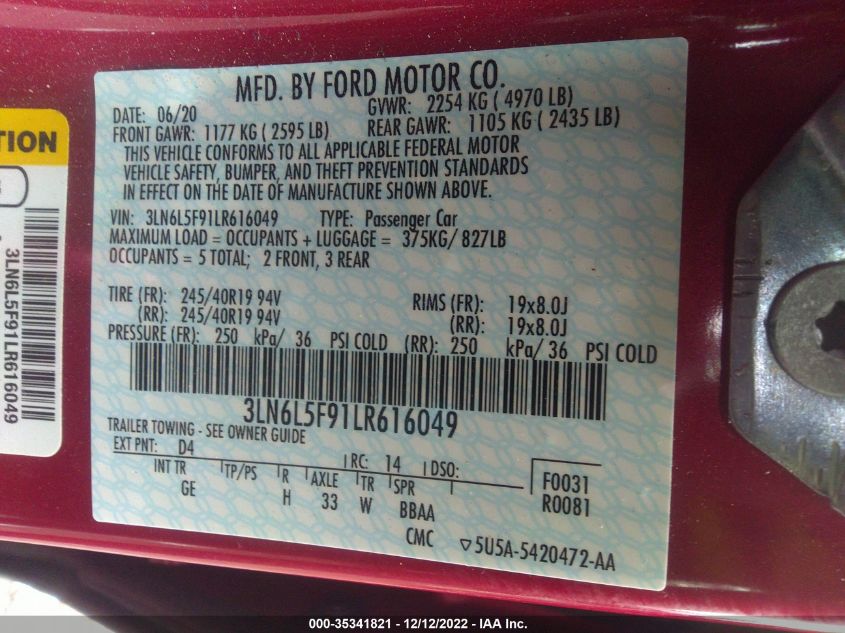 MFD. BY FORD MOTOR CO.
DATE: 06/20 GVWR: 2254 KG ( 4970 LB)
FRONT GAWR: 1177 KG ( 2595 LB) REAR GAWR: 1105 KG ( 2435 LB)
THIS VEHICLE CONFORMS TO ALL APPLICABLE FEDERAL MOTOR
VEHICLE SAFETY, BUMPER, AND THEFT PREVENTION STANDARDS
IN EFFECT ON THE DATE OF MANUFACTURE SHOWN ABOVE.
VIN: 3LN6L5F91LR616049 TYPE: Passenger Car
MAXIMUM LOAD = OCCUPANTS + LUGGAGE = 375KG/ 827LB
OCCUPANTS = 5 TOTAL; 2 FRONT, 3 REAR
TIRE (FR): 245/40R19 94V RIMS (FR): 19x8.0J
(RR): 245/40R19 94V (RR): 19x8.0J
PRESSURE (FR): 250 kPa/ 36 PSI COLD (RR): 250 kPa/ 36 PSI COLD
3LN6L5F91LR616049
TRAILER TOWING - SEE OWNER GUIDE
EXT PNT: D4 RC: 14 DSO:
INT TR TP/PS R AXLE TR SPR F0031
GE H 33 W BBAA R0081
CMC ▽5U5A-5420472-AA
TION
3LN6L5F91LR616049
000-35341821 - 12/12/2022 - IAA Inc.